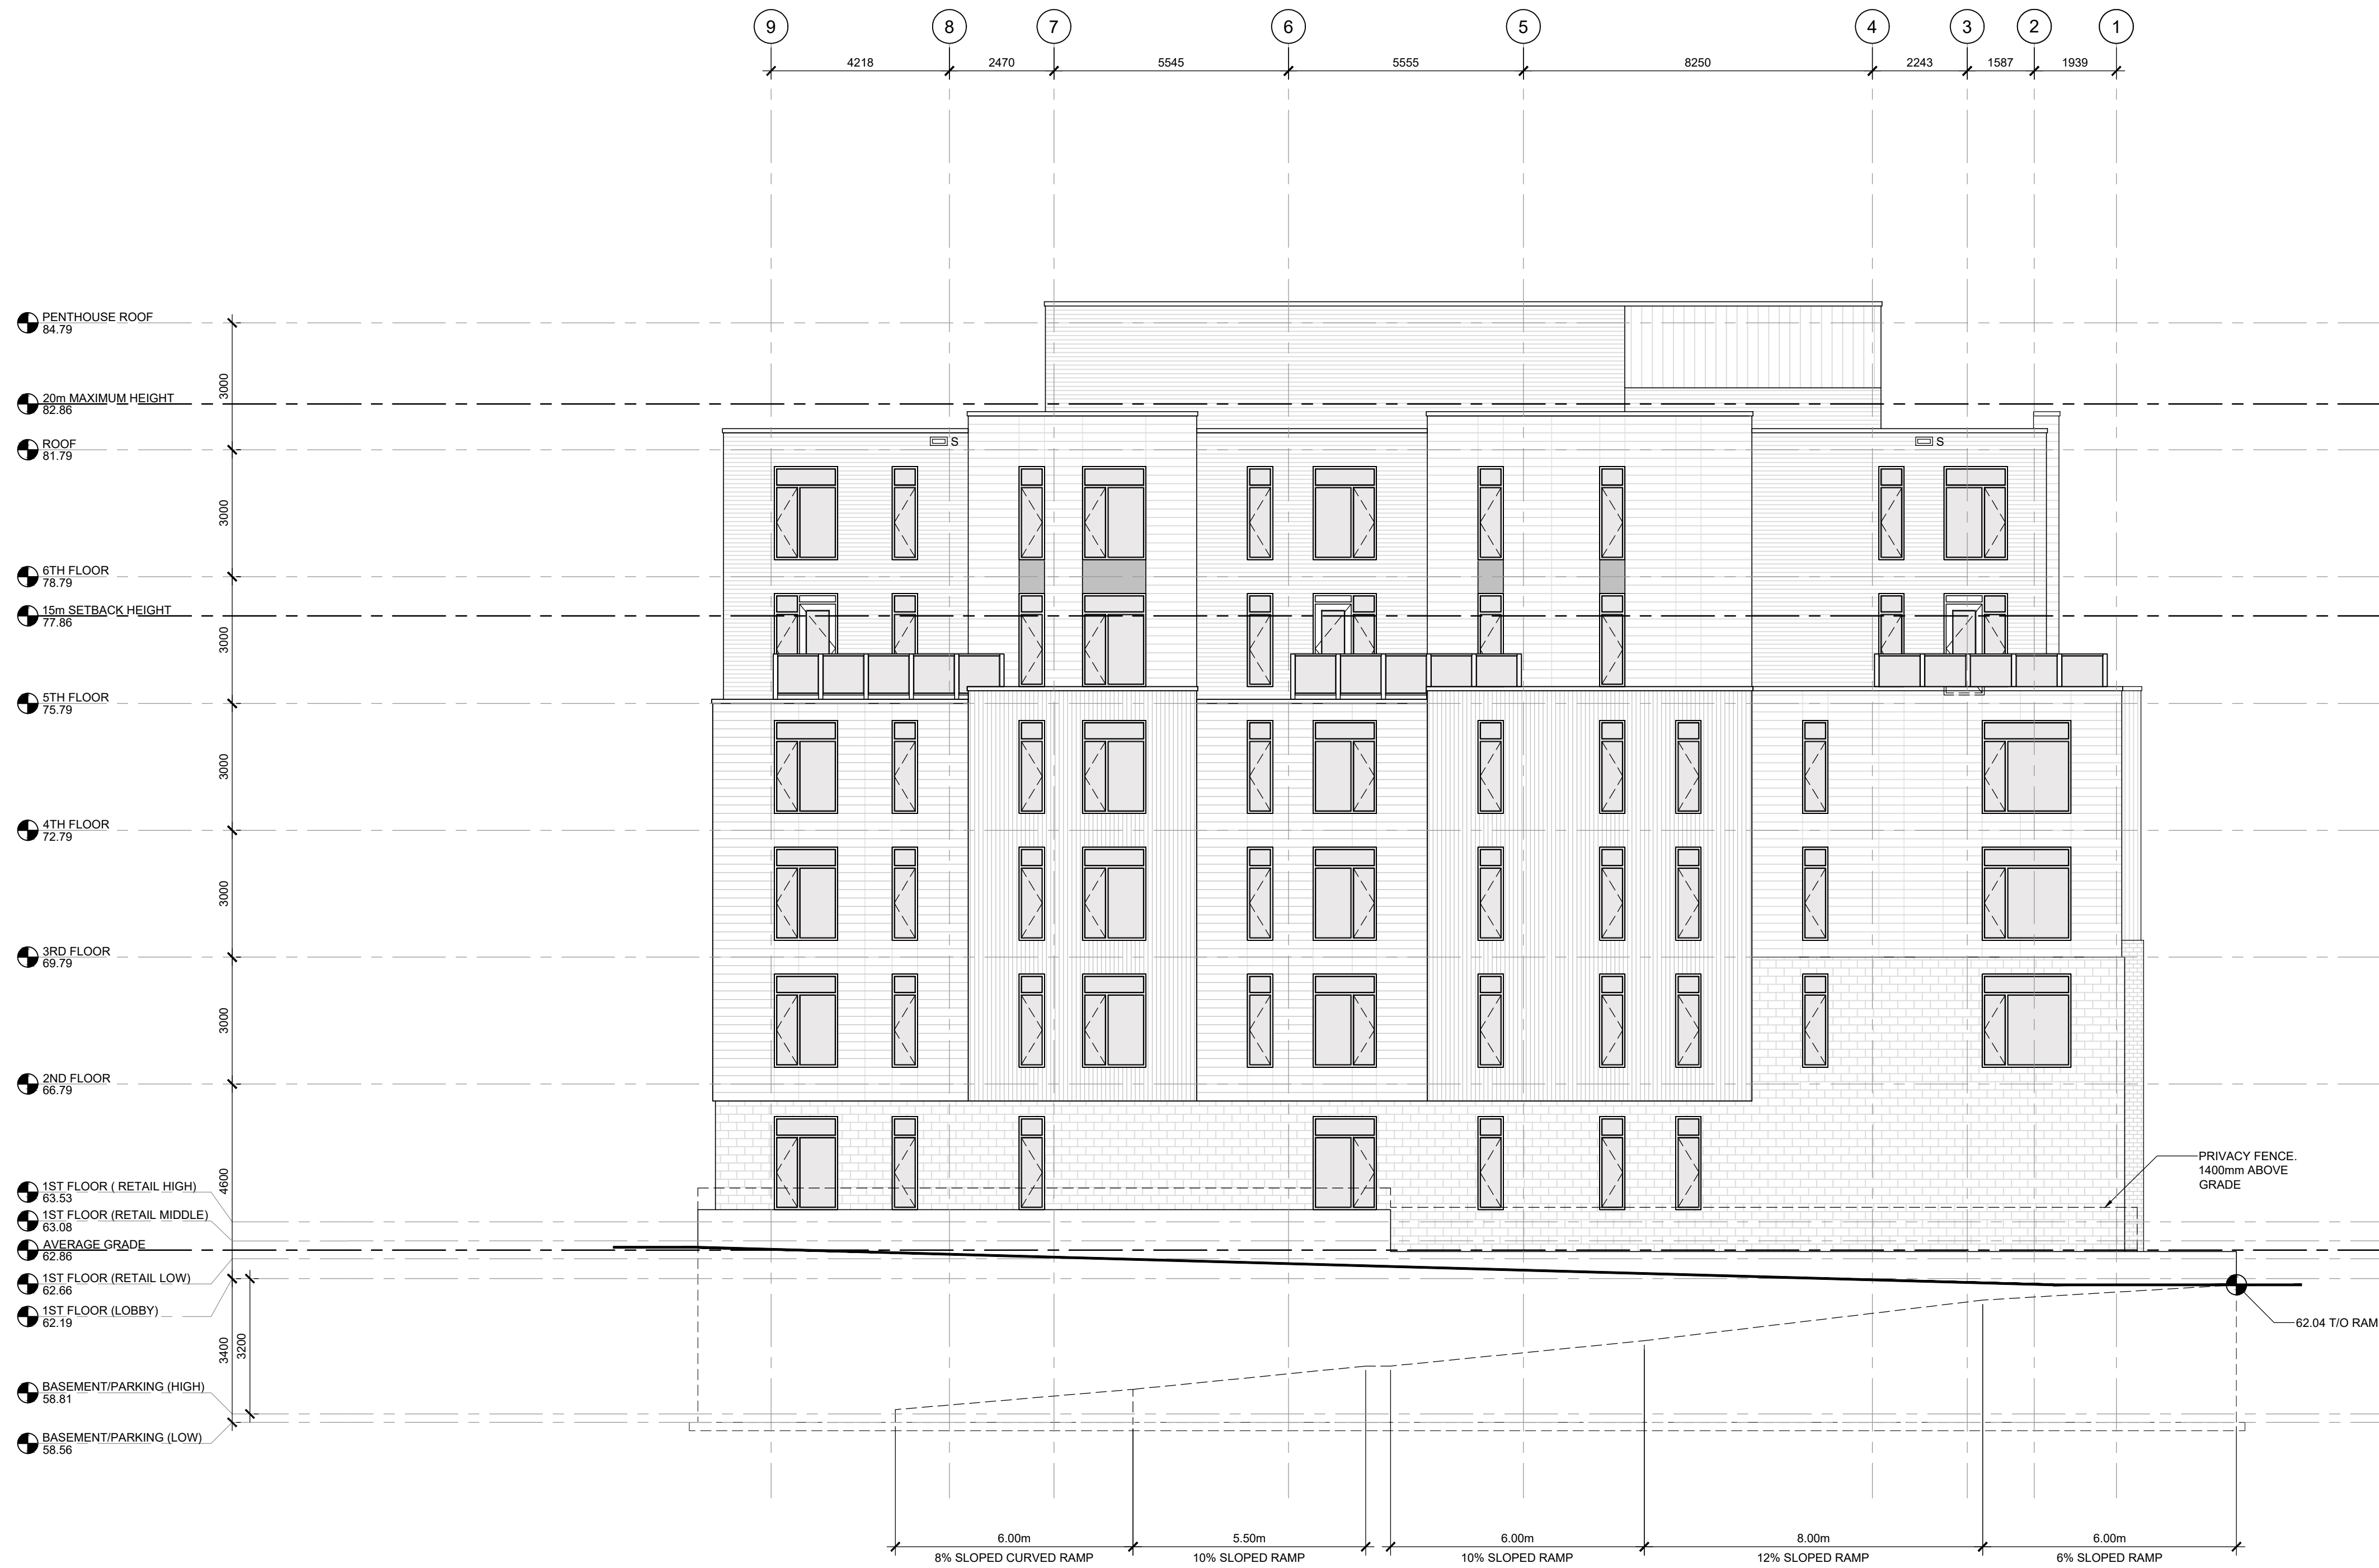 9 8 7 6 5 4 3 2 1
4218 2470 5545 5555 8250 2243 1587 1939
PENTHOUSE ROOF
84.79
3000
20m MAXIMUM HEIGHT
82.86
ROOF
81.79
S S
3000
6TH FLOOR
78.79
15m SETBACK HEIGHT
77.86
3000
5TH FLOOR
75.79
3000
4TH FLOOR
72.79
3000
3RD FLOOR
69.79
3000
2ND FLOOR
66.79
4600
1ST FLOOR ( RETAIL HIGH)
63.53
1ST FLOOR (RETAIL MIDDLE)
63.08
AVERAGE GRADE
62.86
1ST FLOOR (RETAIL LOW)
62.66
1ST FLOOR (LOBBY)
62.19
3400
3200
BASEMENT/PARKING (HIGH)
58.81
BASEMENT/PARKING (LOW)
58.56
PRIVACY FENCE.
1400mm ABOVE
GRADE
62.04 T/O RAM
6.00m 5.50m 6.00m 8.00m 6.00m
8% SLOPED CURVED RAMP 10% SLOPED RAMP 10% SLOPED RAMP 12% SLOPED RAMP 6% SLOPED RAMP